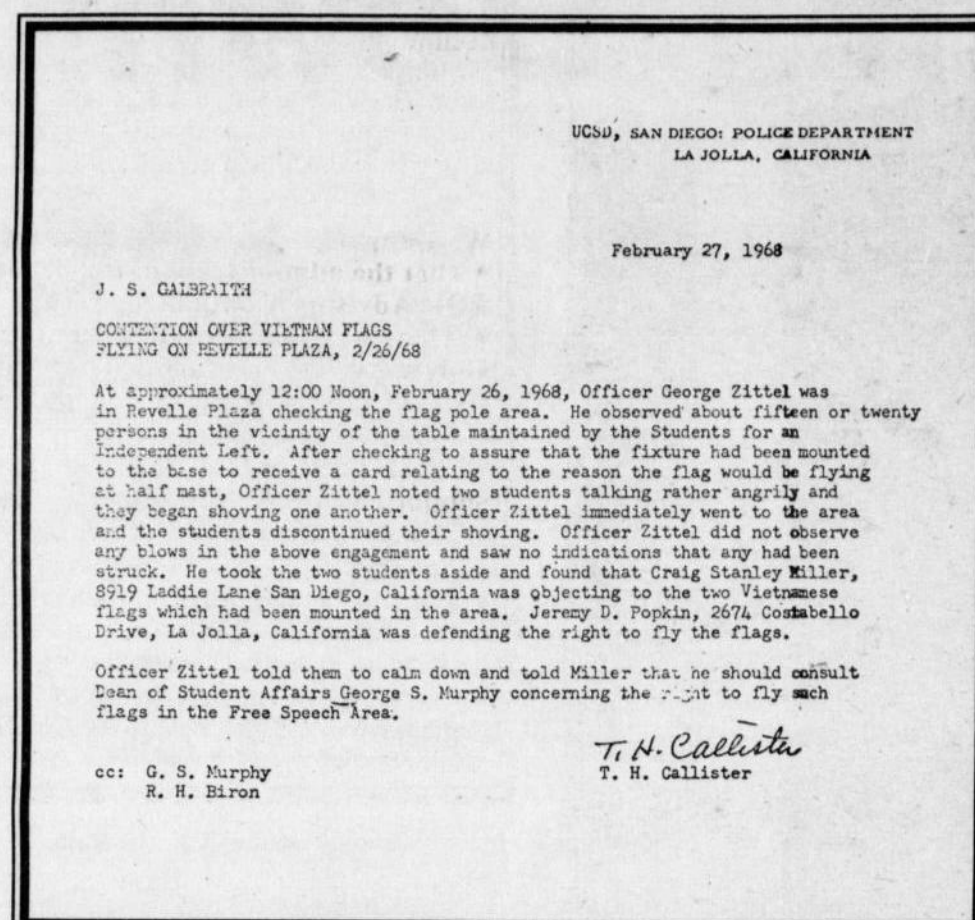 UCSD, SAN DIEGO: POLICE DEPARTMENT
LA JOLLA, CALIFORNIA
February 27, 1968
J. S. GALBRAITH
CONTENTION OVER VIETNAM FLAGS
FLYING ON REVELLE PLAZA, 2/26/68
At approximately 12:00 Noon, February 26, 1968, Officer George Zittel was
in Revelle Plaza checking the flag pole area. He observed about fifteen or twenty
persons in the vicinity of the table maintained by the Students for an
Independent Left. After checking to assure that the fixture had been mounted
to the base to receive a card relating to the reason the flag would be flying
at half mast, Officer Zittel noted two students talking rather angrily and
they began shoving one another. Officer Zittel immediately went to the area
and the students discontinued their shoving. Officer Zittel did not observe
any blows in the above engagement and saw no indications that any had been
struck. He took the two students aside and found that Craig Stanley Miller,
8919 Laddie Lane San Diego, California was objecting to the two Vietnamese
flags which had been mounted in the area. Jeremy D. Popkin, 2674 Costabello
Drive, La Jolla, California was defending the right to fly the flags.
Officer Zittel told them to calm down and told Miller that he should consult
Dean of Student Affairs George S. Murphy concerning the right to fly such
flags in the Free Speech Area.
T. H. Callister
cc: G. S. Murphy T. H. Callister
R. H. Biron